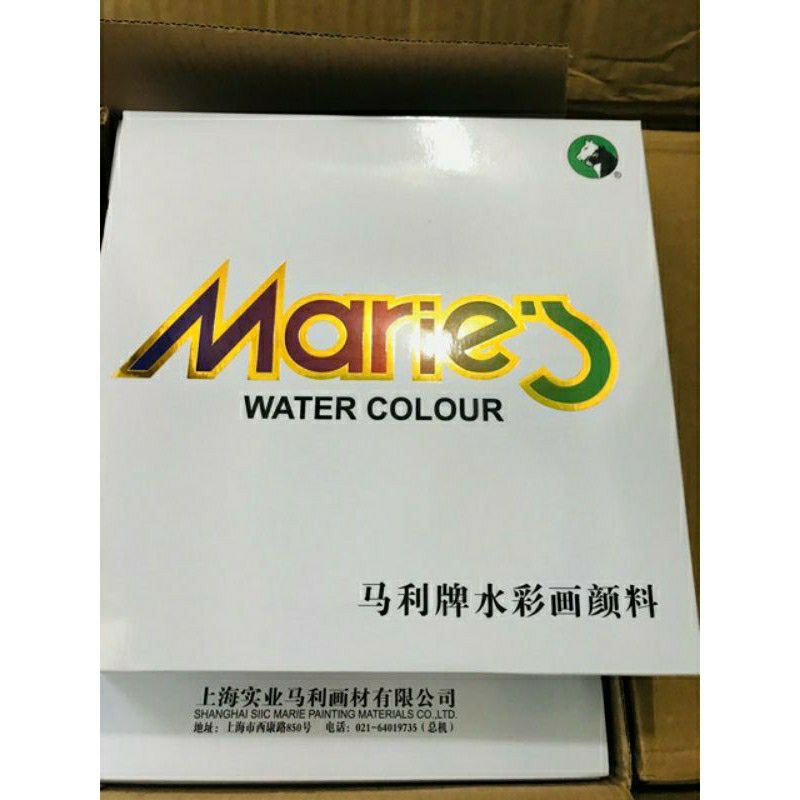 ®
Marie's
WATER COLOUR
马利牌水彩画颜料
上海实业马利画材有限公司
SHANGHAI SIIC MARIE PAINTING MATERIALS CO.,LTD.
地址：上海市西康路850号 电话：021-64019735（总机）